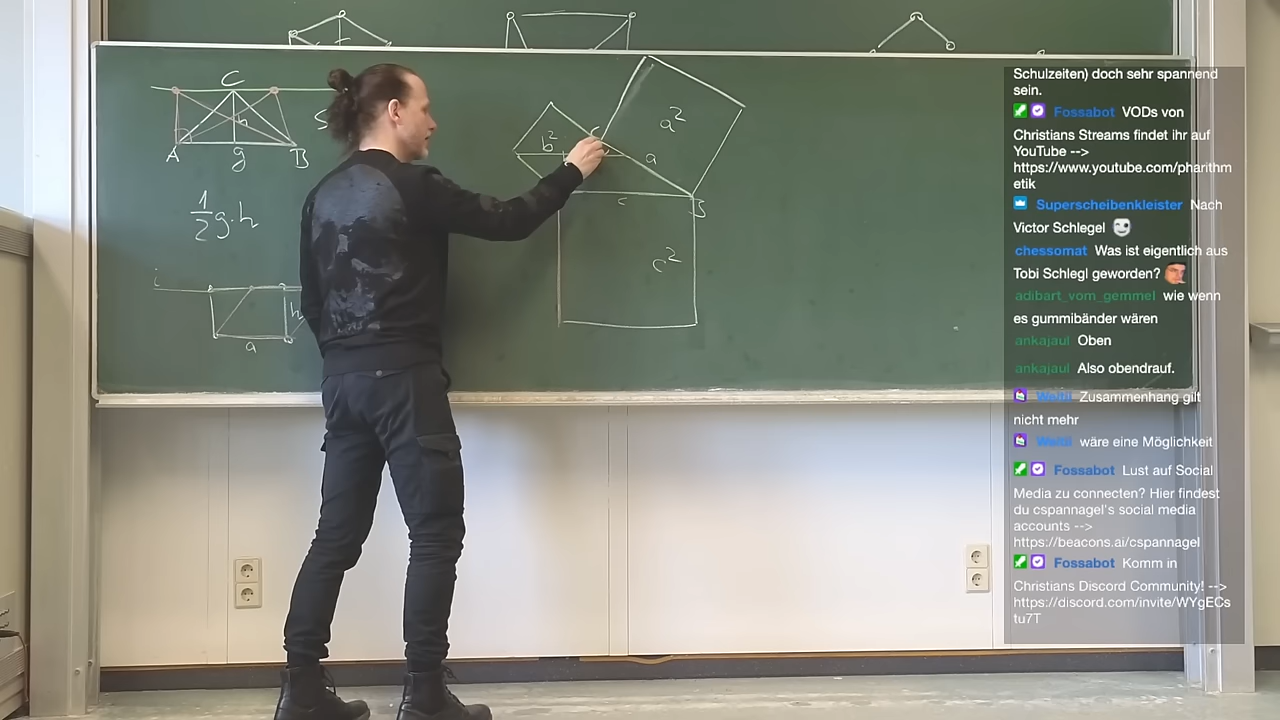 C
A
g
B
h
1/2 g·h
a
h
b²
a²
C
a
c
B
c²
Schulzeiten) doch sehr spannend
sein.
Fossabot VODs von
Christians Streams findet ihr auf
YouTube -->
https://www.youtube.com/pharithm
etik
Superscheibenkleister Nach
Victor Schlegel
chessomat Was ist eigentlich aus
Tobi Schlegl geworden?
adibart_vom_gemmel wie wenn
es gummibänder wären
ankajaul Oben
ankajaul Also obendrauf.
Zusammenhang gilt
nicht mehr
wäre eine Möglichkeit
Fossabot Lust auf Social
Media zu connecten? Hier findest
du cspannagel's social media
accounts -->
https://beacons.ai/cspannagel
Fossabot Komm in
Christians Discord Community! -->
https://discord.com/invite/WYgECs
tu7T